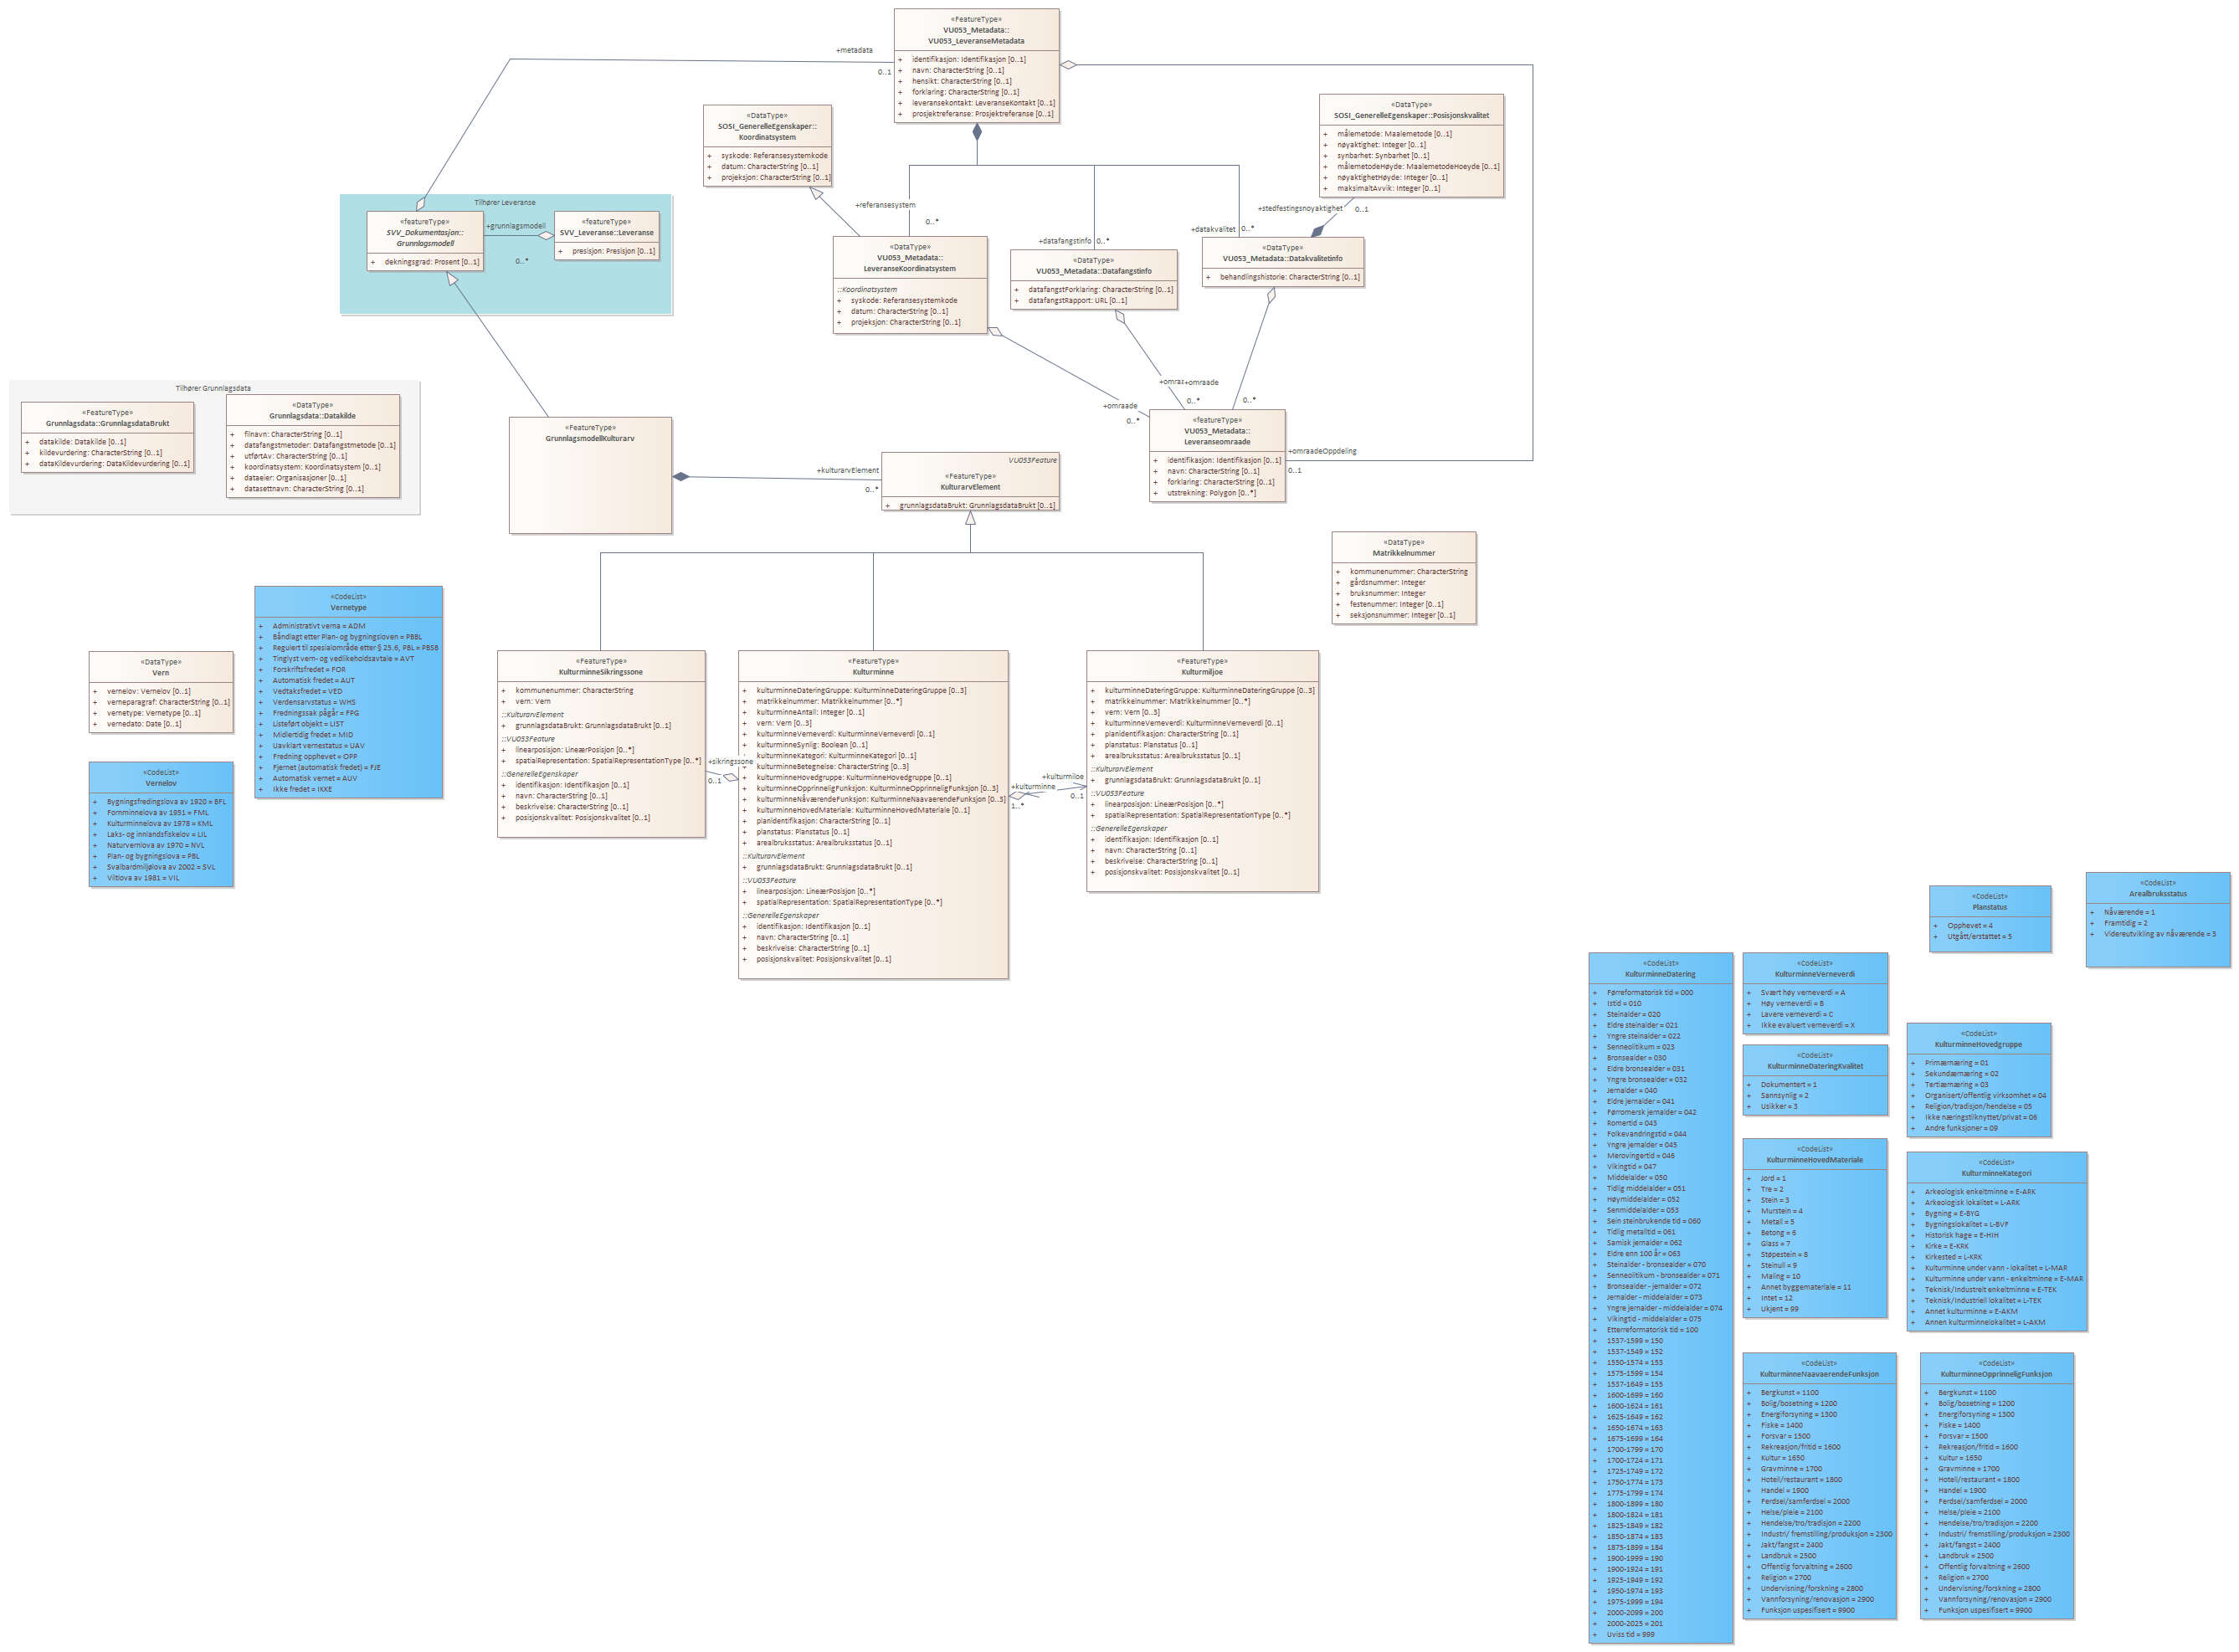 «FeatureType»
VU053_Metadata::
VU053_LeveranseMetadata
+ identifikasjon: Identifikasjon [0..1]
+ navn: CharacterString [0..1]
+ hensikt: CharacterString [0..1]
+ forklaring: CharacterString [0..1]
+ leveransekontakt: LeveranseKontakt [0..1]
+ prosjektreferanse: Prosjektreferanse [0..1]
+metadata
0..1
«DataType»
SOSI_GenerelleEgenskaper::
Koordinatsystem
+ syskode: Referansesystemkode
+ datum: CharacterString [0..1]
+ projeksjon: CharacterString [0..1]
«DataType»
SOSI_GenerelleEgenskaper::Posisjonskvalitet
+ målemetode: Maalemetode [0..1]
+ nøyaktighet: Integer [0..1]
+ synbarhet: Synbarhet [0..1]
+ målemetodeHøyde: MaalemetodeHoeyde [0..1]
+ nøyaktighetHøyde: Integer [0..1]
+ maksimaltAvvik: Integer [0..1]
Tilhører Leveranse
«featureType»
SVV_Dokumentasjon::
Grunnlagsmodell
+ dekningsgrad: Prosent [0..1]
+grunnlagsmodell
0..*
«featureType»
SVV_Leveranse::Leveranse
+ presisjon: Presisjon [0..1]
+referansesystem
0..*
+datafangstinfo 0..*
+datakvalitet 0..*
+stedfestingsnoyaktighet 0..1
«DataType»
VU053_Metadata::
LeveranseKoordinatsystem
::Koordinatsystem
+ syskode: Referansesystemkode
+ datum: CharacterString [0..1]
+ projeksjon: CharacterString [0..1]
«DataType»
VU053_Metadata::Datafangstinfo
+ datafangstForklaring: CharacterString [0..1]
+ datafangstRapport: URL [0..1]
«DataType»
VU053_Metadata::Datakvalitetinfo
+ behandlingshistorie: CharacterString [0..1]
+omraade
0..*
+omraade
0..*
0..*
«featureType»
VU053_Metadata::
Leveranseomraade
+ identifikasjon: Identifikasjon [0..1]
+ navn: CharacterString [0..1]
+ forklaring: CharacterString [0..1]
+ utstrekning: Polygon [0..*]
+omraadeOppdeling
0..1
Tilhører Grunnlagsdata
«FeatureType»
Grunnlagsdata::GrunnlagsdataBrukt
+ datakilde: Datakilde [0..1]
+ kildevurdering: CharacterString [0..1]
+ dataKildevurdering: DataKildevurdering [0..1]
«DataType»
Grunnlagsdata::Datakilde
+ filnavn: CharacterString [0..1]
+ datafangstmetoder: Datafangstmetode [0..1]
+ utførtAv: CharacterString [0..1]
+ koordinatsystem: Koordinatsystem [0..1]
+ dataeier: Organisasjoner [0..1]
+ datasettnavn: CharacterString [0..1]
«FeatureType»
GrunnlagsmodellKulturarv
+kulturarvElement
0..*
VU053Feature
«FeatureType»
KulturarvElement
+ grunnlagsdataBrukt: GrunnlagsdataBrukt [0..1]
«DataType»
Matrikkelnummer
+ kommunenummer: CharacterString
+ gårdsnummer: Integer
+ bruksnummer: Integer
+ festenummer: Integer [0..1]
+ seksjonsnummer: Integer [0..1]
«DataType»
Vern
+ vernelov: Vernelov [0..1]
+ verneparagraf: CharacterString [0..1]
+ vernetype: Vernetype [0..1]
+ vernedato: Date [0..1]
«CodeList»
Vernelov
+ Bygningsfredingslova av 1920 = BFL
+ Fornminnelova av 1951 = FML
+ Kulturminnelova av 1978 = KML
+ Laks- og innlandsfiskelov = LIL
+ Naturvernlova av 1970 = NVL
+ Plan- og bygningslova = PBL
+ Svalbardmiljølova av 2002 = SVL
+ Viltlova av 1981 = VIL
«CodeList»
Vernetype
+ Administrativt verna = ADM
+ Båndlagt etter Plan- og bygningsloven = PBBL
+ Regulert til spesialområde etter § 25.6, PBL = PBSB
+ Tinglyst vern- og vedlikeholdsavtale = AVT
+ Forskriftsfredet = FOR
+ Automatisk fredet = AUT
+ Vedtaksfredet = VED
+ Verdensarvstatus = WHS
+ Fredningssak pågår = FPG
+ Listeført objekt = LIST
+ Midlertidig fredet = MID
+ Uavklart vernestatus = UAV
+ Fredning opphevet = OPP
+ Fjernet (automatisk fredet) = FJE
+ Automatisk vernet = AUV
+ Ikke fredet = IKKE
«FeatureType»
KulturminneSikringssone
+ kommunenummer: CharacterString
+ vern: Vern
::KulturarvElement
+ grunnlagsdataBrukt: GrunnlagsdataBrukt [0..1]
::VU053Feature
+ linearposisjon: LineærPosisjon [0..*]
+ spatialRepresentation: SpatialRepresentationType [0..*]
::GenerelleEgenskaper
+ identifikasjon: Identifikasjon [0..1]
+ navn: CharacterString [0..1]
+ beskrivelse: CharacterString [0..1]
+ posisjonskvalitet: Posisjonskvalitet [0..1]
+sikringssone
0..1
«FeatureType»
Kulturminne
+ kulturminneDateringGruppe: KulturminneDateringGruppe [0..3]
+ matrikkelnummer: Matrikkelnummer [0..*]
+ kulturminneAntall: Integer [0..1]
+ vern: Vern [0..3]
+ kulturminneVerneverdi: KulturminneVerneverdi [0..1]
+ kulturminneSynlig: Boolean [0..1]
+ kulturminneKategori: KulturminneKategori [0..1]
+ kulturminneBetegnelse: CharacterString [0..3]
+ kulturminneHovedgruppe: KulturminneHovedgruppe [0..1]
+ kulturminneOpprinneligFunksjon: KulturminneOpprinneligFunksjon [0..3]
+ kulturminneNåværendeFunksjon: KulturminneNaavaerendeFunksjon [0..3]
+ kulturminneHovedMateriale: KulturminneHovedMateriale [0..1]
+ planidentifikasjon: CharacterString [0..1]
+ planstatus: Planstatus [0..1]
+ arealbruksstatus: Arealbruksstatus [0..1]
::KulturarvElement
+ grunnlagsdataBrukt: GrunnlagsdataBrukt [0..1]
::VU053Feature
+ linearposisjon: LineærPosisjon [0..*]
+ spatialRepresentation: SpatialRepresentationType [0..*]
::GenerelleEgenskaper
+ identifikasjon: Identifikasjon [0..1]
+ navn: CharacterString [0..1]
+ beskrivelse: CharacterString [0..1]
+ posisjonskvalitet: Posisjonskvalitet [0..1]
+kulturmiloe
+kulturminne 0..1
1..*
«FeatureType»
Kulturmiljoe
+ kulturminneDateringGruppe: KulturminneDateringGruppe [0..3]
+ matrikkelnummer: Matrikkelnummer [0..*]
+ vern: Vern [0..3]
+ kulturminneVerneverdi: KulturminneVerneverdi [0..1]
+ planidentifikasjon: CharacterString [0..1]
+ planstatus: Planstatus [0..1]
+ arealbruksstatus: Arealbruksstatus [0..1]
::KulturarvElement
+ grunnlagsdataBrukt: GrunnlagsdataBrukt [0..1]
::VU053Feature
+ linearposisjon: LineærPosisjon [0..*]
+ spatialRepresentation: SpatialRepresentationType [0..*]
::GenerelleEgenskaper
+ identifikasjon: Identifikasjon [0..1]
+ navn: CharacterString [0..1]
+ beskrivelse: CharacterString [0..1]
+ posisjonskvalitet: Posisjonskvalitet [0..1]
«CodeList»
Planstatus
+ Opphevet = 4
+ Utgått/erstattet = 5
«CodeList»
Arealbruksstatus
+ Nåværende = 1
+ Framtidig = 2
+ Videreutvikling av nåværende = 3
«CodeList»
KulturminneDatering
+ Førreformatorisk tid = 000
+ Istid = 010
+ Steinalder = 020
+ Eldre steinalder = 021
+ Yngre steinalder = 022
+ Senneolitikum = 023
+ Bronsealder = 030
+ Eldre bronsealder = 031
+ Yngre bronsealder = 032
+ Jernalder = 040
+ Eldre jernalder = 041
+ Førromersk jernalder = 042
+ Romertid = 043
+ Folkevandringstid = 044
+ Yngre jernalder = 045
+ Merovingertid = 046
+ Vikingtid = 047
+ Middelalder = 050
+ Tidlig middelalder = 051
+ Høymiddelalder = 052
+ Senmiddelalder = 053
+ Sein steinbrukende tid = 060
+ Tidlig metalltid = 061
+ Samisk jernalder = 062
+ Eldre enn 100 år = 063
+ Steinalder - bronsealder = 070
+ Senneolitikum - bronsealder = 071
+ Bronsealder - jernalder = 072
+ Jernalder - middelalder = 073
+ Yngre jernalder - middelalder = 074
+ Vikingtid - middelalder = 075
+ Etterreformatorisk tid = 100
+ 1537-1599 = 150
+ 1537-1549 = 152
+ 1550-1574 = 153
+ 1575-1599 = 154
+ 1537-1649 = 155
+ 1600-1699 = 160
+ 1600-1624 = 161
+ 1625-1649 = 162
+ 1650-1674 = 163
+ 1675-1699 = 164
+ 1700-1799 = 170
+ 1700-1724 = 171
+ 1725-1749 = 172
+ 1750-1774 = 173
+ 1775-1799 = 174
+ 1800-1899 = 180
+ 1800-1824 = 181
+ 1825-1849 = 182
+ 1850-1874 = 183
+ 1875-1899 = 184
+ 1900-1999 = 190
+ 1900-1924 = 191
+ 1925-1949 = 192
+ 1950-1974 = 193
+ 1975-1999 = 194
+ 2000-2099 = 200
+ 2000-2025 = 201
+ Uviss tid = 999
«CodeList»
KulturminneVerneverdi
+ Svært høy verneverdi = A
+ Høy verneverdi = B
+ Lavere verneverdi = C
+ Ikke evaluert verneverdi = X
«CodeList»
KulturminneDateringKvalitet
+ Dokumentert = 1
+ Sannsynlig = 2
+ Usikker = 3
«CodeList»
KulturminneHovedMateriale
+ Jord = 1
+ Tre = 2
+ Stein = 3
+ Murstein = 4
+ Metall = 5
+ Betong = 6
+ Glass = 7
+ Støpestein = 8
+ Steinull = 9
+ Maling = 10
+ Annet byggemateriale = 11
+ Intet = 12
+ Ukjent = 99
«CodeList»
KulturminneHovedgruppe
+ Primærnæring = 01
+ Sekundærnæring = 02
+ Tertiærnæring = 03
+ Organisert/offentlig virksomhet = 04
+ Religion/tradisjon/hendelse = 05
+ Ikke næringstilknyttet/privat = 06
+ Andre funksjoner = 09
«CodeList»
KulturminneKategori
+ Arkeologisk enkeltminne = E-ARK
+ Arkeologisk lokalitet = L-ARK
+ Bygning = E-BYG
+ Bygningslokalitet = L-BVF
+ Historisk hage = E-HIH
+ Kirke = E-KRK
+ Kirkested = L-KRK
+ Kulturminne under vann - lokalitet = L-MAR
+ Kulturminne under vann - enkeltminne = E-MAR
+ Teknisk/Industrielt enkeltminne = E-TEK
+ Teknisk/Industriell lokalitet = L-TEK
+ Annet kulturminne = E-AKM
+ Annen kulturminnelokalitet = L-AKM
«CodeList»
KulturminneNaavaerendeFunksjon
+ Bergkunst = 1100
+ Bolig/bosetning = 1200
+ Energiforsyning = 1300
+ Fiske = 1400
+ Forsvar = 1500
+ Rekreasjon/fritid = 1600
+ Kultur = 1650
+ Gravminne = 1700
+ Hotell/restaurant = 1800
+ Handel = 1900
+ Ferdsel/samferdsel = 2000
+ Helse/pleie = 2100
+ Hendelse/tro/tradisjon = 2200
+ Industri/ fremstilling/produksjon = 2300
+ Jakt/fangst = 2400
+ Landbruk = 2500
+ Offentlig forvaltning = 2600
+ Religion = 2700
+ Undervisning/forskning = 2800
+ Vannforsyning/renovasjon = 2900
+ Funksjon uspesifisert = 9900
«CodeList»
KulturminneOpprinneligFunksjon
+ Bergkunst = 1100
+ Bolig/bosetning = 1200
+ Energiforsyning = 1300
+ Fiske = 1400
+ Forsvar = 1500
+ Rekreasjon/fritid = 1600
+ Kultur = 1650
+ Gravminne = 1700
+ Hotell/restaurant = 1800
+ Handel = 1900
+ Ferdsel/samferdsel = 2000
+ Helse/pleie = 2100
+ Hendelse/tro/tradisjon = 2200
+ Industri/ fremstilling/produksjon = 2300
+ Jakt/fangst = 2400
+ Landbruk = 2500
+ Offentlig forvaltning = 2600
+ Religion = 2700
+ Undervisning/forskning = 2800
+ Vannforsyning/renovasjon = 2900
+ Funksjon uspesifisert = 9900